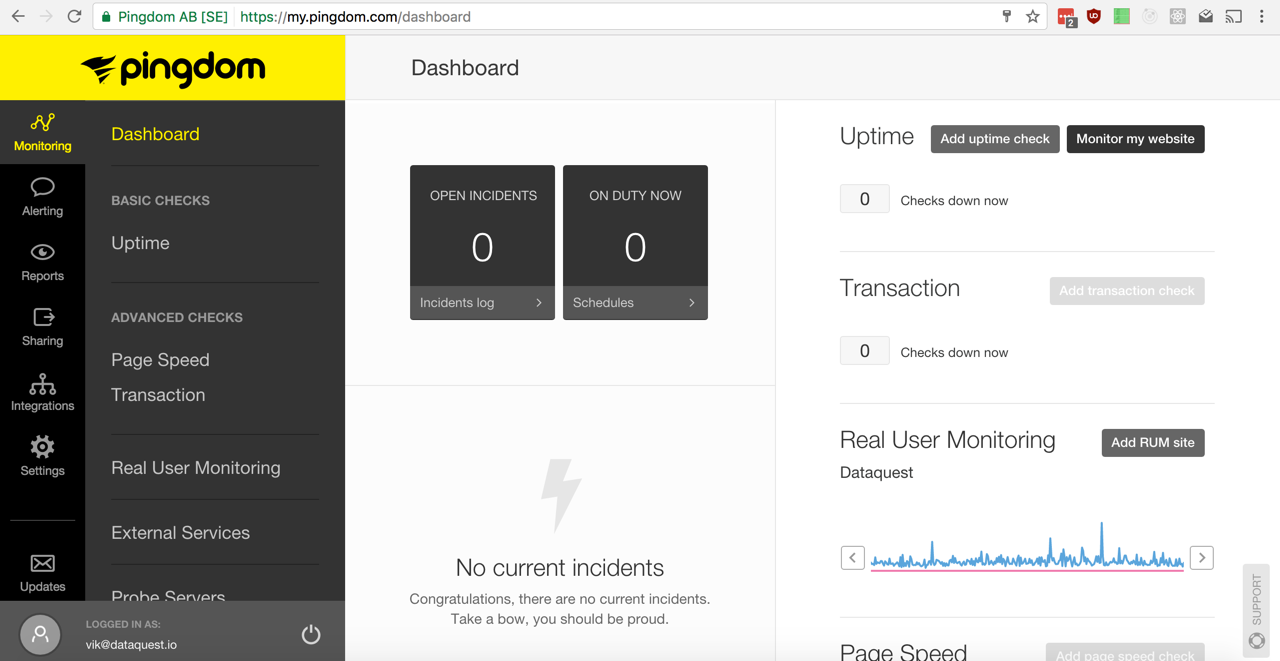 Pingdom AB [SE]
https://my.pingdom.com/dashboard
2
pingdom
Dashboard
Monitoring
Alerting
Reports
Sharing
Integrations
Settings
Updates
Dashboard
BASIC CHECKS
Uptime
ADVANCED CHECKS
Page Speed
Transaction
Real User Monitoring
External Services
Probe Servers
LOGGED IN AS:
vik@dataquest.io
OPEN INCIDENTS
0
Incidents log
ON DUTY NOW
0
Schedules
No current incidents
Congratulations, there are no current incidents.
Take a bow, you should be proud.
Uptime
Add uptime check
Monitor my website
0
Checks down now
Transaction
Add transaction check
0
Checks down now
Real User Monitoring
Add RUM site
Dataquest
Page Speed
Add page speed check
SUPPORT